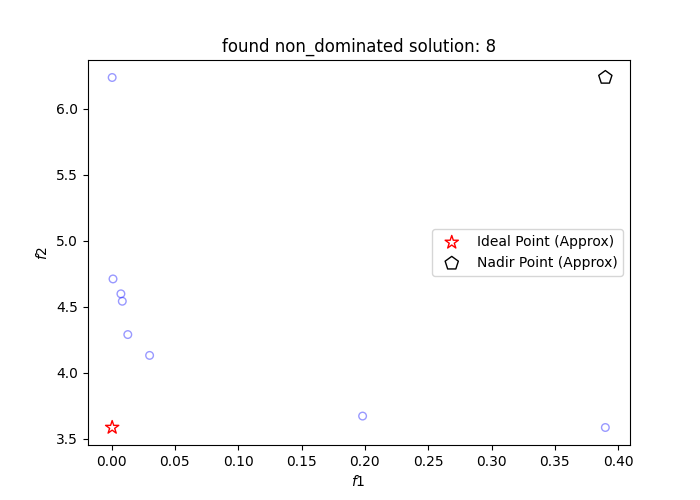 found non_dominated solution: 8
f2
6.0
5.5
5.0
4.5
4.0
3.5
Ideal Point (Approx)
Nadir Point (Approx)
0.00 0.05 0.10 0.15 0.20 0.25 0.30 0.35 0.40
f1